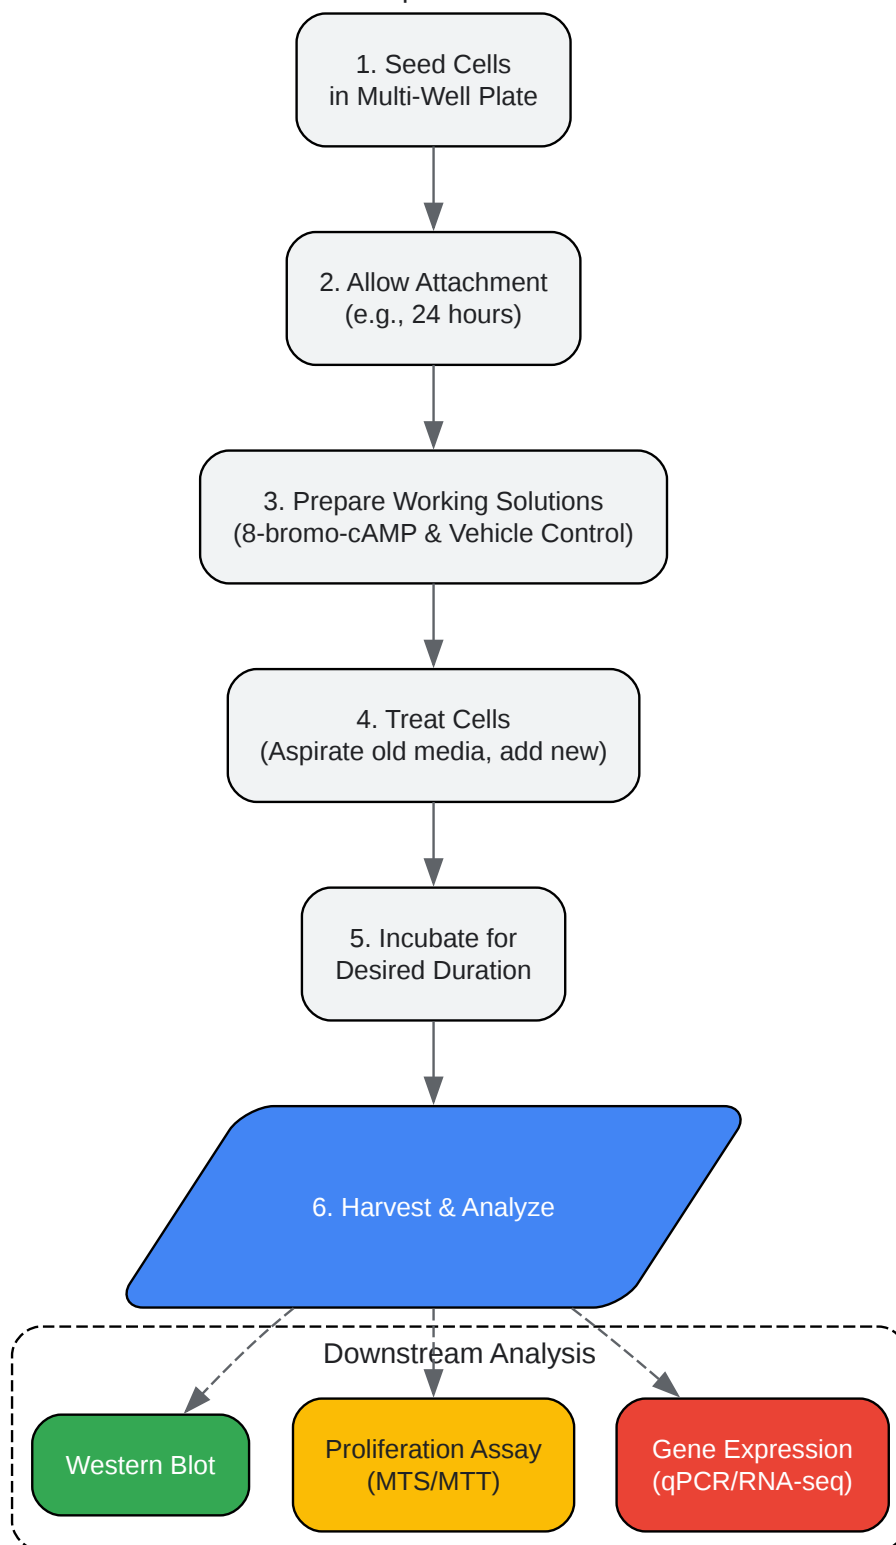 1. Seed Cells
in Multi-Well Plate
2. Allow Attachment
(e.g., 24 hours)
3. Prepare Working Solutions
(8-bromo-cAMP & Vehicle Control)
4. Treat Cells
(Aspirate old media, add new)
5. Incubate for
Desired Duration
6. Harvest & Analyze
Downstream Analysis
Western Blot
Proliferation Assay
(MTS/MTT)
Gene Expression
(qPCR/RNA-seq)